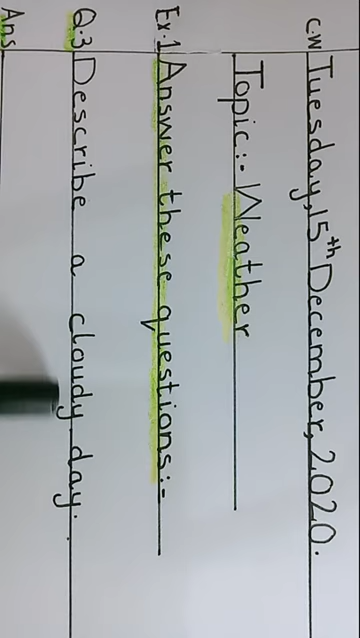 C.W Tuesday, 15th December, 2020.
Topic:- Weather
Ex.1 Answer these questions:-
Q.3 Describe a cloudy day.
Ans